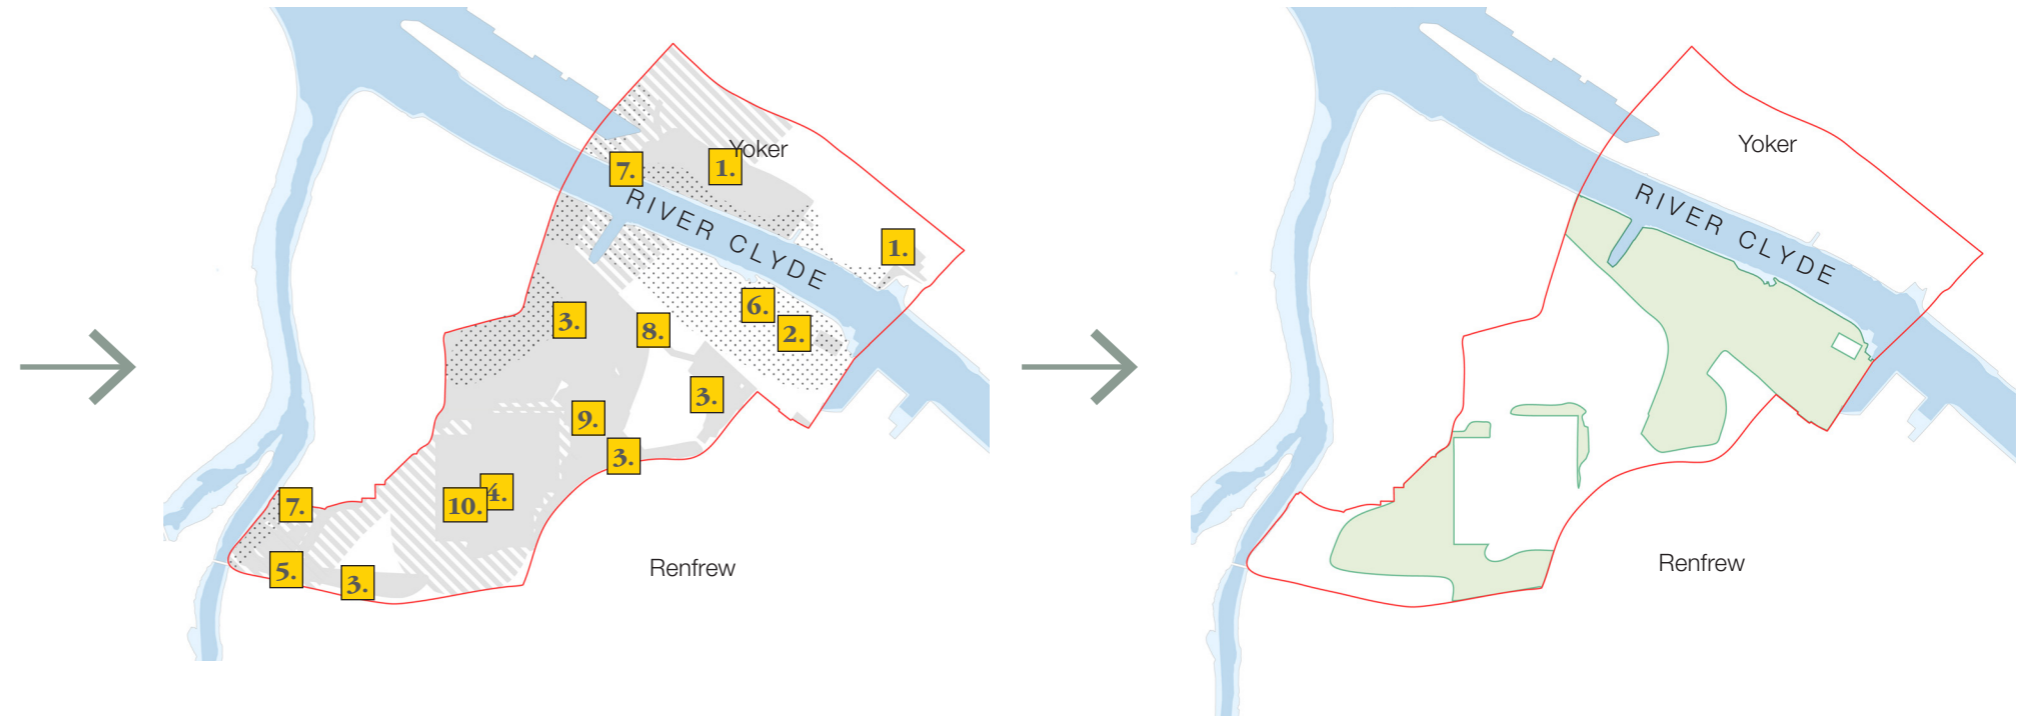 Yoker
1.
7.
RIVER CLYDE
1.
6.
3.
8.
2.
3.
9.
3.
4.
10.
7.
5.
3.
Renfrew
Yoker
RIVER CLYDE
Renfrew